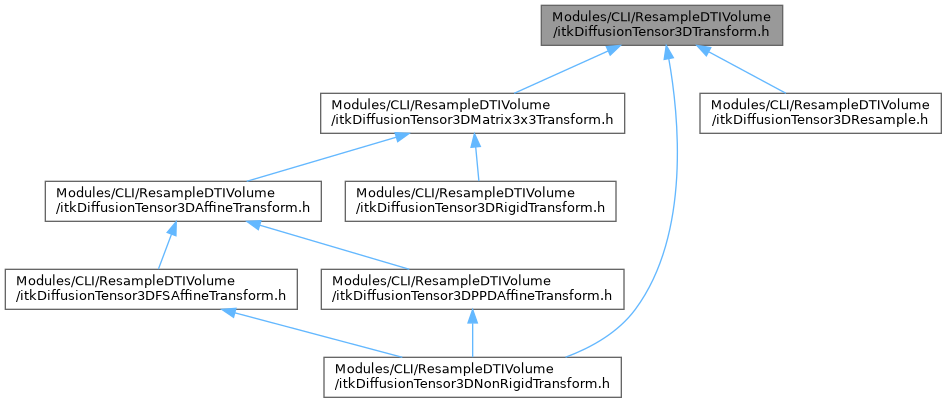 Modules/CLI/ResampleDTIVolume
/itkDiffusionTensor3DTransform.h
Modules/CLI/ResampleDTIVolume
/itkDiffusionTensor3DMatrix3x3Transform.h
Modules/CLI/ResampleDTIVolume
/itkDiffusionTensor3DResample.h
Modules/CLI/ResampleDTIVolume
/itkDiffusionTensor3DAffineTransform.h
Modules/CLI/ResampleDTIVolume
/itkDiffusionTensor3DRigidTransform.h
Modules/CLI/ResampleDTIVolume
/itkDiffusionTensor3DFSAffineTransform.h
Modules/CLI/ResampleDTIVolume
/itkDiffusionTensor3DPPDAffineTransform.h
Modules/CLI/ResampleDTIVolume
/itkDiffusionTensor3DNonRigidTransform.h